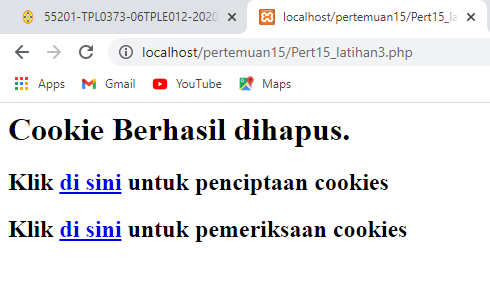 55201-TPL0373-06TPLE012-2020
localhost/pertemuan15/Pert15_lati
localhost/pertemuan15/Pert15_latihan3.php
Apps Gmail YouTube Maps
Cookie Berhasil dihapus.
Klik di sini untuk penciptaan cookies
Klik di sini untuk pemeriksaan cookies